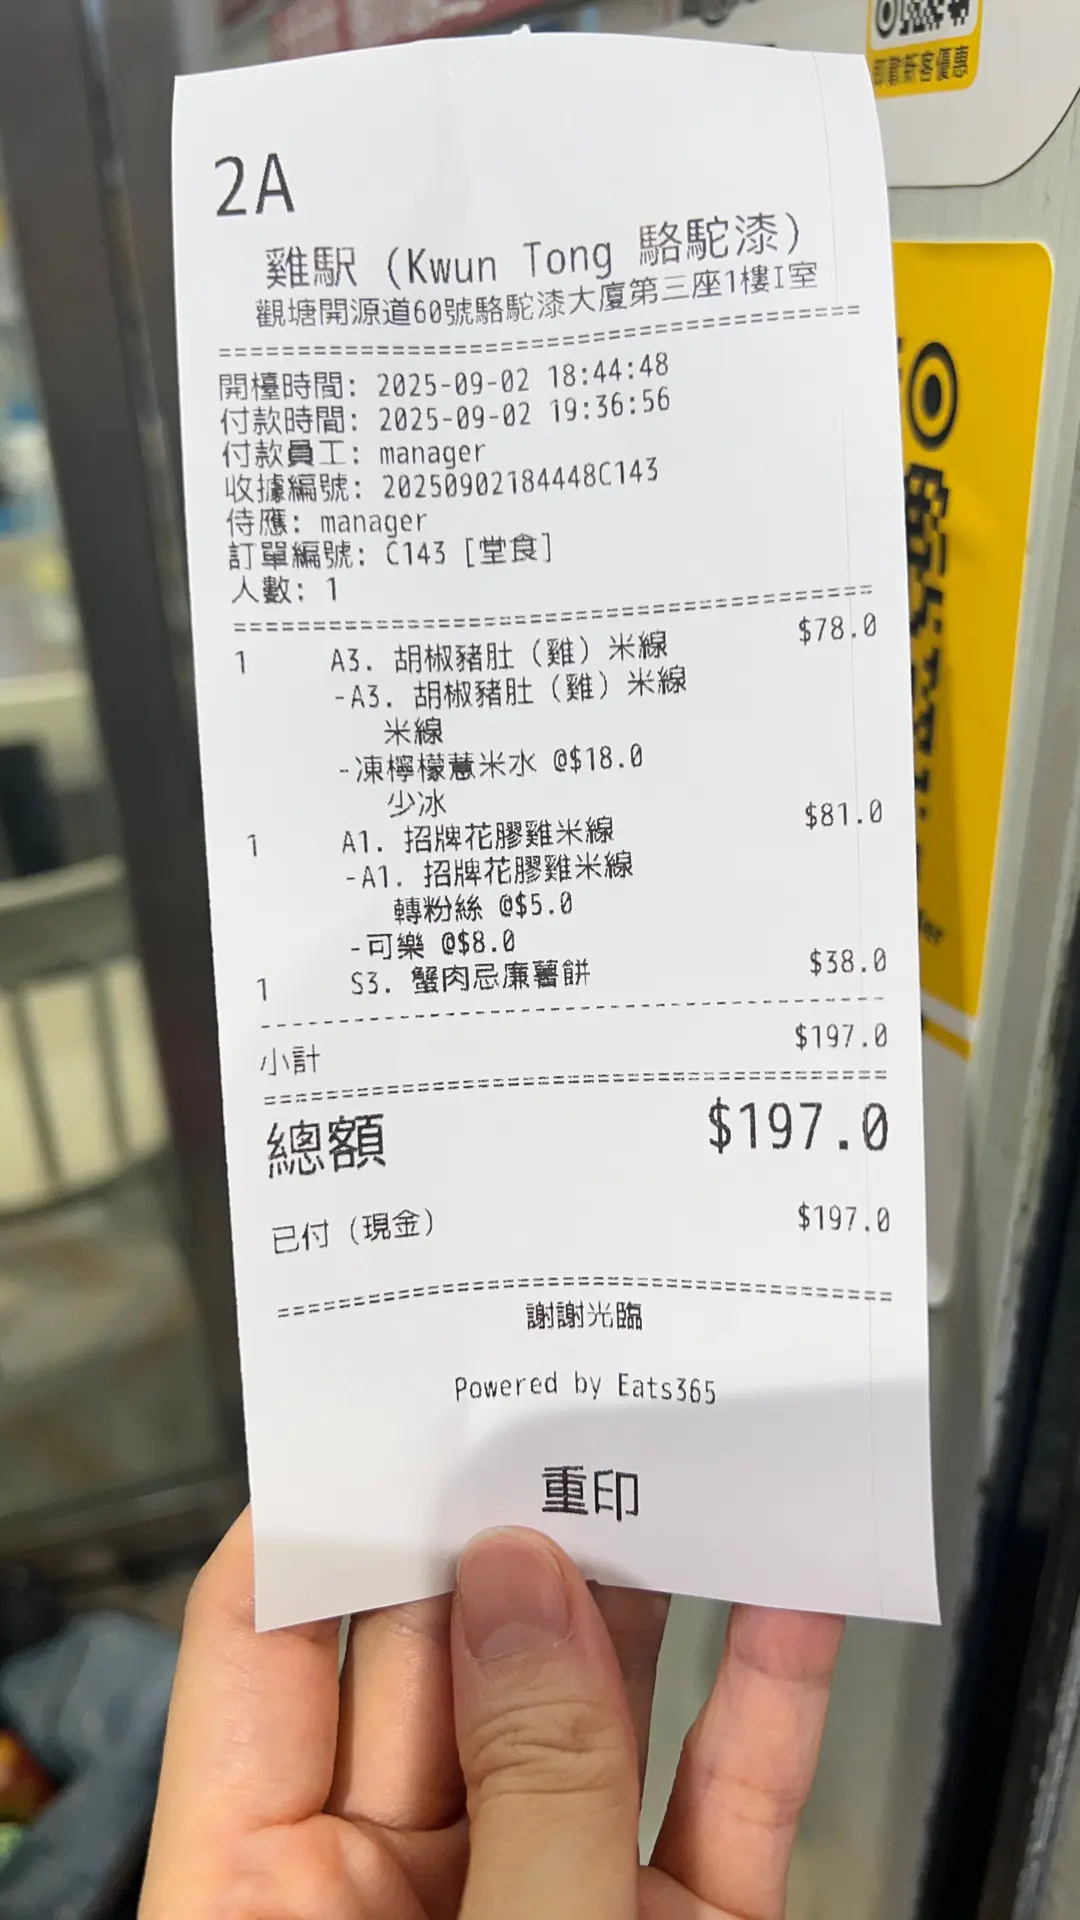 新客優惠
2A
雞駅 (Kwun Tong 駱駝漆)
觀塘開源道60號駱駝漆大廈第三座1樓I室
========================================
開檯時間: 2025-09-02 18:44:48
付款時間: 2025-09-02 19:36:56
付款員工: manager
收據編號: 20250902184448C143
侍應: manager
訂單編號: C143 [堂食]
人數: 1
========================================
1 A3. 胡椒豬肚（雞）米線 $78.0
-A3. 胡椒豬肚（雞）米線
米線
-凍檸檬薏米水 @$18.0
少冰
1 A1. 招牌花膠雞米線 $81.0
-A1. 招牌花膠雞米線
轉粉絲 @$5.0
-可樂 @$8.0
1 S3. 蟹肉忌廉薯餅 $38.0
----------------------------------------
小計 $197.0
========================================
總額 $197.0
已付 (現金) $197.0
========================================
謝謝光臨
Powered by Eats365
重印